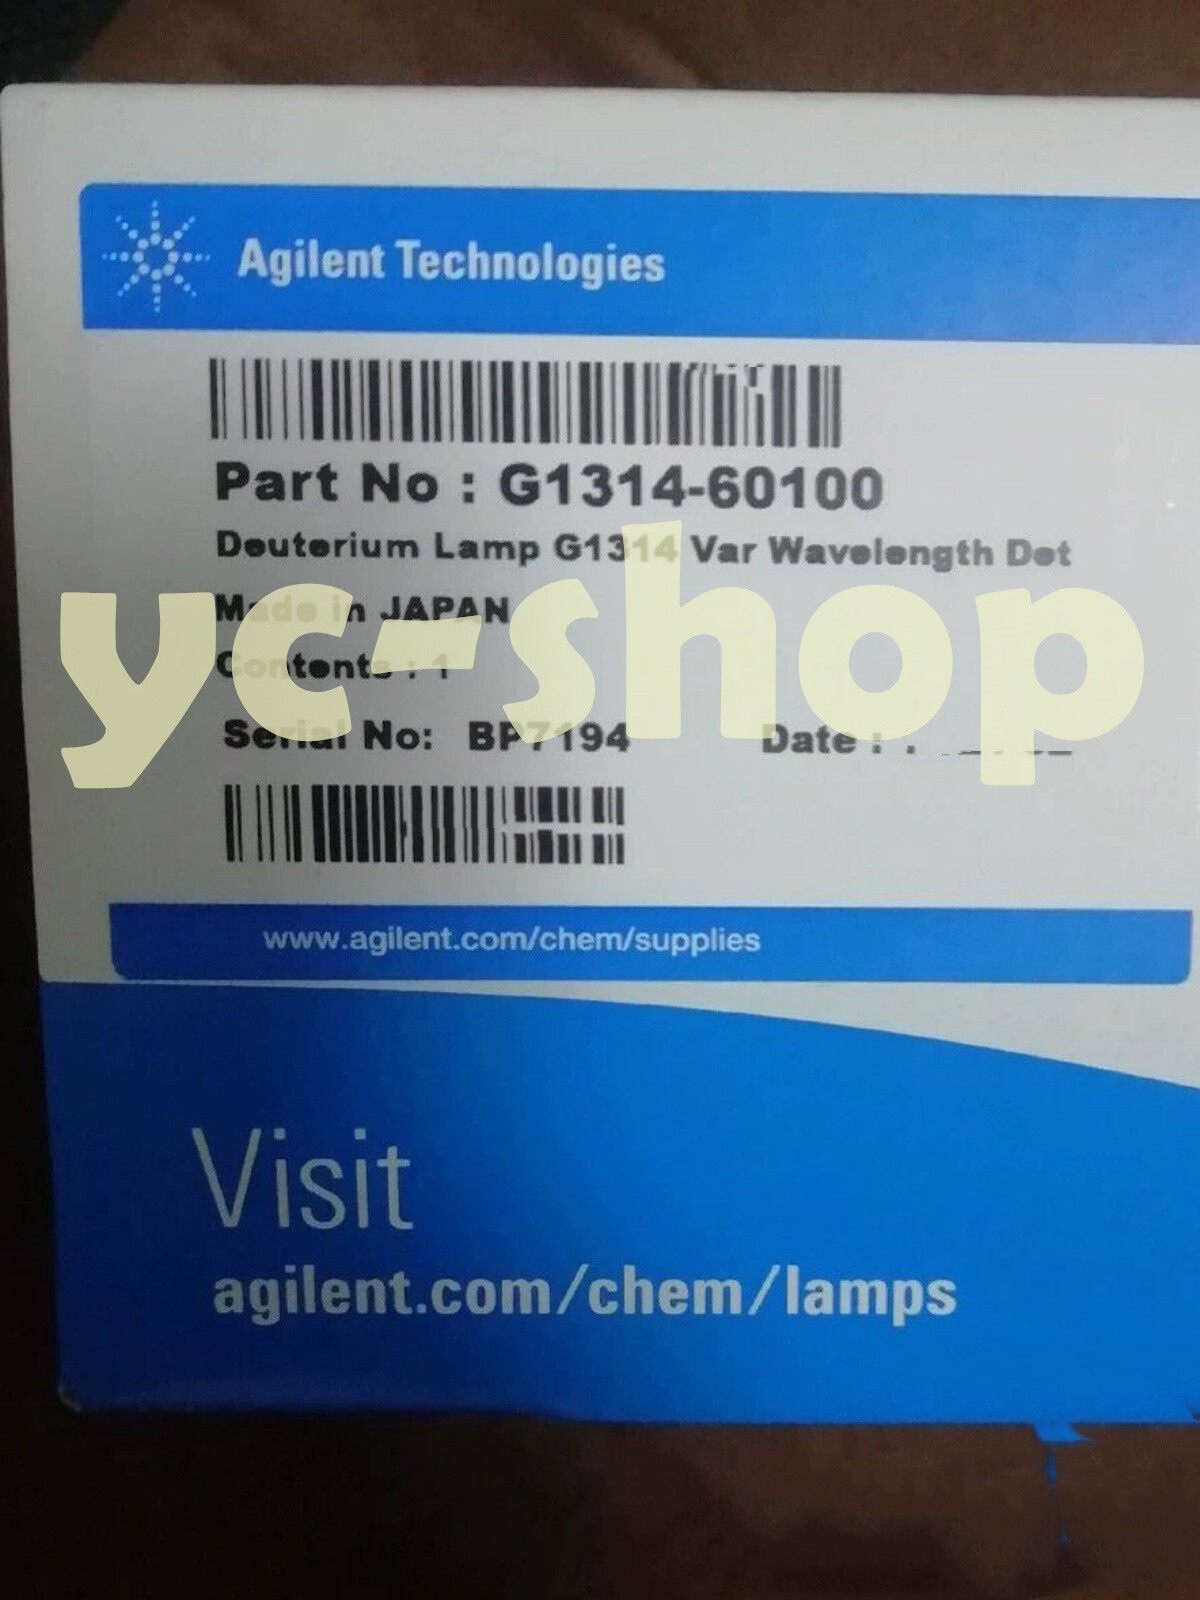 Agilent Technologies
Part No : G1314-60100
Deuterium Lamp G1314 Var Wavelength Det
Made in JAPAN
Contents : 1
Serial No: BP7194 Date :
yc-shop
www.agilent.com/chem/supplies
Visit
agilent.com/chem/lamps